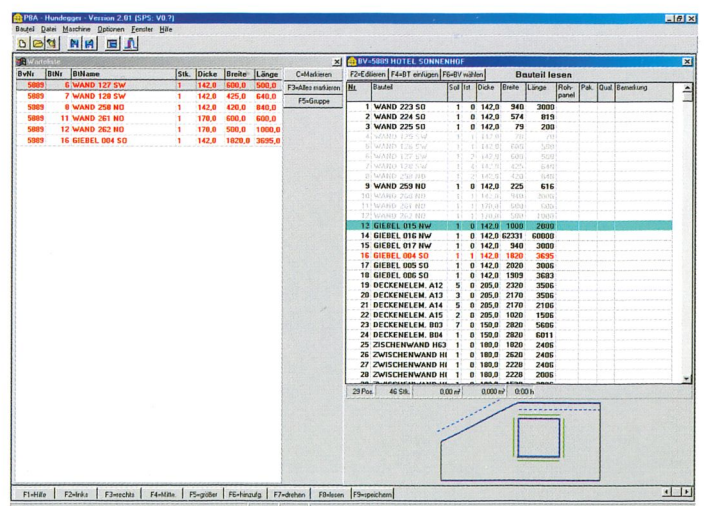 PBA - Hundegger - Version 2.01 (SPS: V0.?)
Bauteil Datei Maschine Optionen Fenster Hilfe
Warteliste
BvNr BtNr BtName Stk. Dicke Breite Länge
5889 6 WAND 127 SW 1 142,0 600,0 500,0
5889 7 WAND 128 SW 1 142,0 425,0 640,0
5889 8 WAND 258 NO 1 142,0 420,0 840,0
5889 11 WAND 261 NO 1 170,0 600,0 600,0
5889 12 WAND 262 NO 1 170,0 500,0 1000,0
5889 16 GIEBEL 004 SO 1 142,0 1820,0 3695,0
C=Markieren
F3=Alles markieren
F5=Gruppe
BV=5889 HOTEL SONNENHOF
F2=Editieren F4=BT einfügen F6=BV wählen Bauteil lesen
Nr. Bauteil Soll Ist Dicke Breite Länge Roh-panel Pak. Qual. Bemerkung
1 WAND 223 SO 1 0 142,0 940 3000
2 WAND 224 SO 1 0 142,0 574 819
3 WAND 225 SO 1 0 142,0 79 200
9 WAND 259 NO 1 0 142,0 225 616
13 GIEBEL 015 NW 1 0 142,0 1000 2000
14 GIEBEL 016 NW 1 0 142,0 62331 60000
15 GIEBEL 017 NW 1 0 142,0 940 3000
16 GIEBEL 004 SO 1 1 142,0 1820 3695
17 GIEBEL 005 SO 1 0 142,0 2020 3006
18 GIEBEL 006 SO 1 0 142,0 1909 3683
19 DECKENELEM. A12 5 0 205,0 2320 3506
20 DECKENELEM. A13 3 0 205,0 2170 3506
21 DECKENELEM. A14 5 0 205,0 2170 2106
22 DECKENELEM. A15 2 0 205,0 1020 1506
23 DECKENELEM. B03 7 0 150,0 2820 5606
24 DECKENELEM. B04 1 0 150,0 2820 6011
25 ZISCHENWAND H63 1 0 180,0 1820 2406
26 ZWISCHENWAND HI 1 0 180,0 2620 2406
27 ZWISCHENWAND HI 1 0 180,0 2228 2406
28 ZWISCHENWAND HI 1 0 180,0 2228 2006
29 Pos. 46 Stk. 0,00 m² 0,000 m³ 0:00 h
F1=Hilfe F2=links F3=rechts F4=Mitte F5=größer F6=hinzufg. F7=drehen F8=lesen F9=speichern